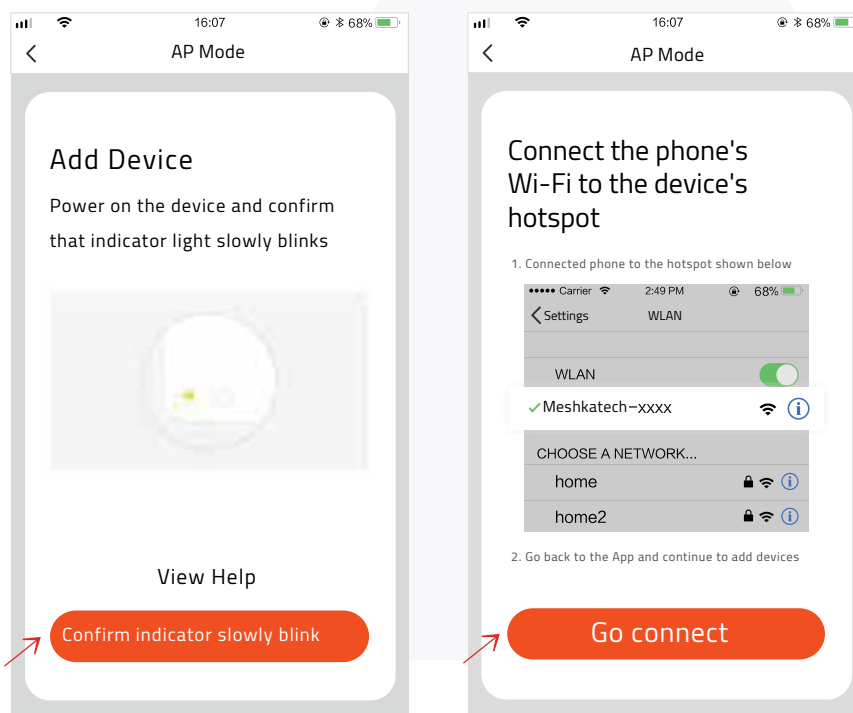 16:07
68%
AP Mode
Add Device
Power on the device and confirm
that indicator light slowly blinks
View Help
Confirm indicator slowly blink
16:07
68%
AP Mode
Connect the phone's
Wi-Fi to the device's
hotspot
1. Connected phone to the hotspot shown below
Carrier 2:49 PM 68%
Settings WLAN
WLAN
Meshkatech-xxxx
CHOOSE A NETWORK...
home
home2
2. Go back to the App and continue to add devices
Go connect